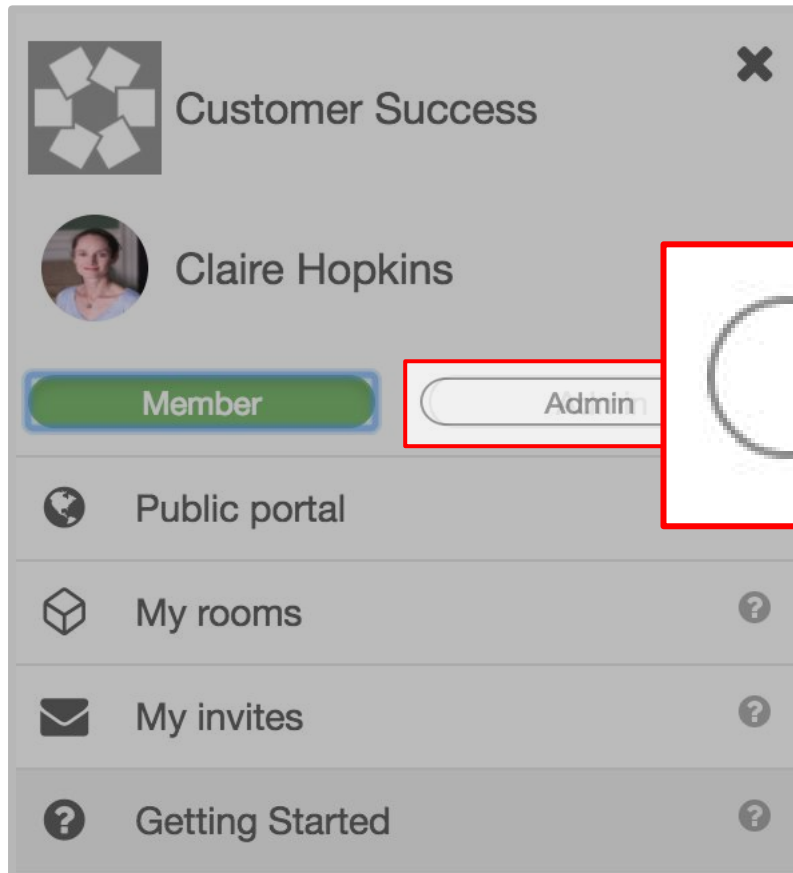 Customer Success
Claire Hopkins
Member Admin
Public portal
My rooms
?
My invites
?
? Getting Started
?